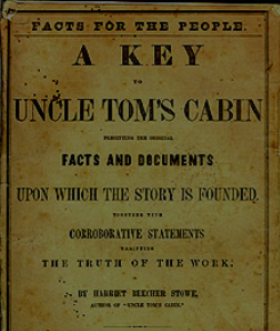 FACTS FOR THE PEOPLE.
A KEY
TO
UNCLE TOM'S CABIN
PRESENTING THE ORIGINAL
FACTS AND DOCUMENTS
UPON WHICH THE STORY IS FOUNDED.
TOGETHER WITH
CORROBORATIVE STATEMENTS
VERIFYING
THE TRUTH OF THE WORK.
BY HARRIET BEECHER STOWE,
AUTHOR OF "UNCLE TOM'S CABIN."